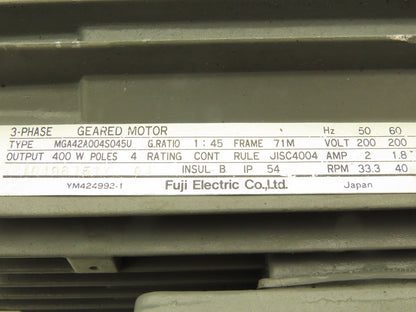 3-PHASE GEARED MOTOR Hz 50 60
TYPE MGA42A004S045U G.RATIO 1:45 FRAME 71M VOLT 200 200
OUTPUT 400 W POLES 4 RATING CONT RULE JISC4004 AMP 2 1.8
INSUL B IP 54 RPM 33.3 40
YM424992-1 Fuji Electric Co.,Ltd. Japan